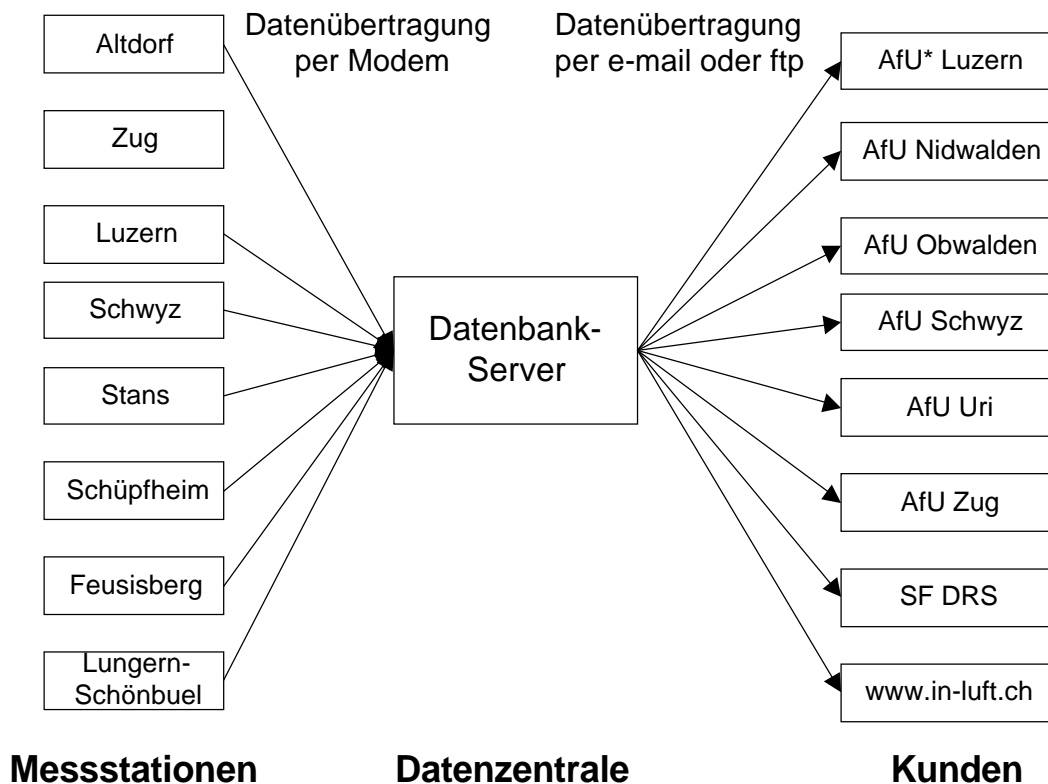 Datenübertragung
per Modem
Datenübertragung
per e-mail oder ftp
Altdorf
Zug
Luzern
Schwyz
Stans
Schüpfheim
Feusisberg
Lungern-
Schönbuel
Datenbank-
Server
AfU* Luzern
AfU Nidwalden
AfU Obwalden
AfU Schwyz
AfU Uri
AfU Zug
SF DRS
www.in-luft.ch
Messstationen
Datenzentrale
Kunden